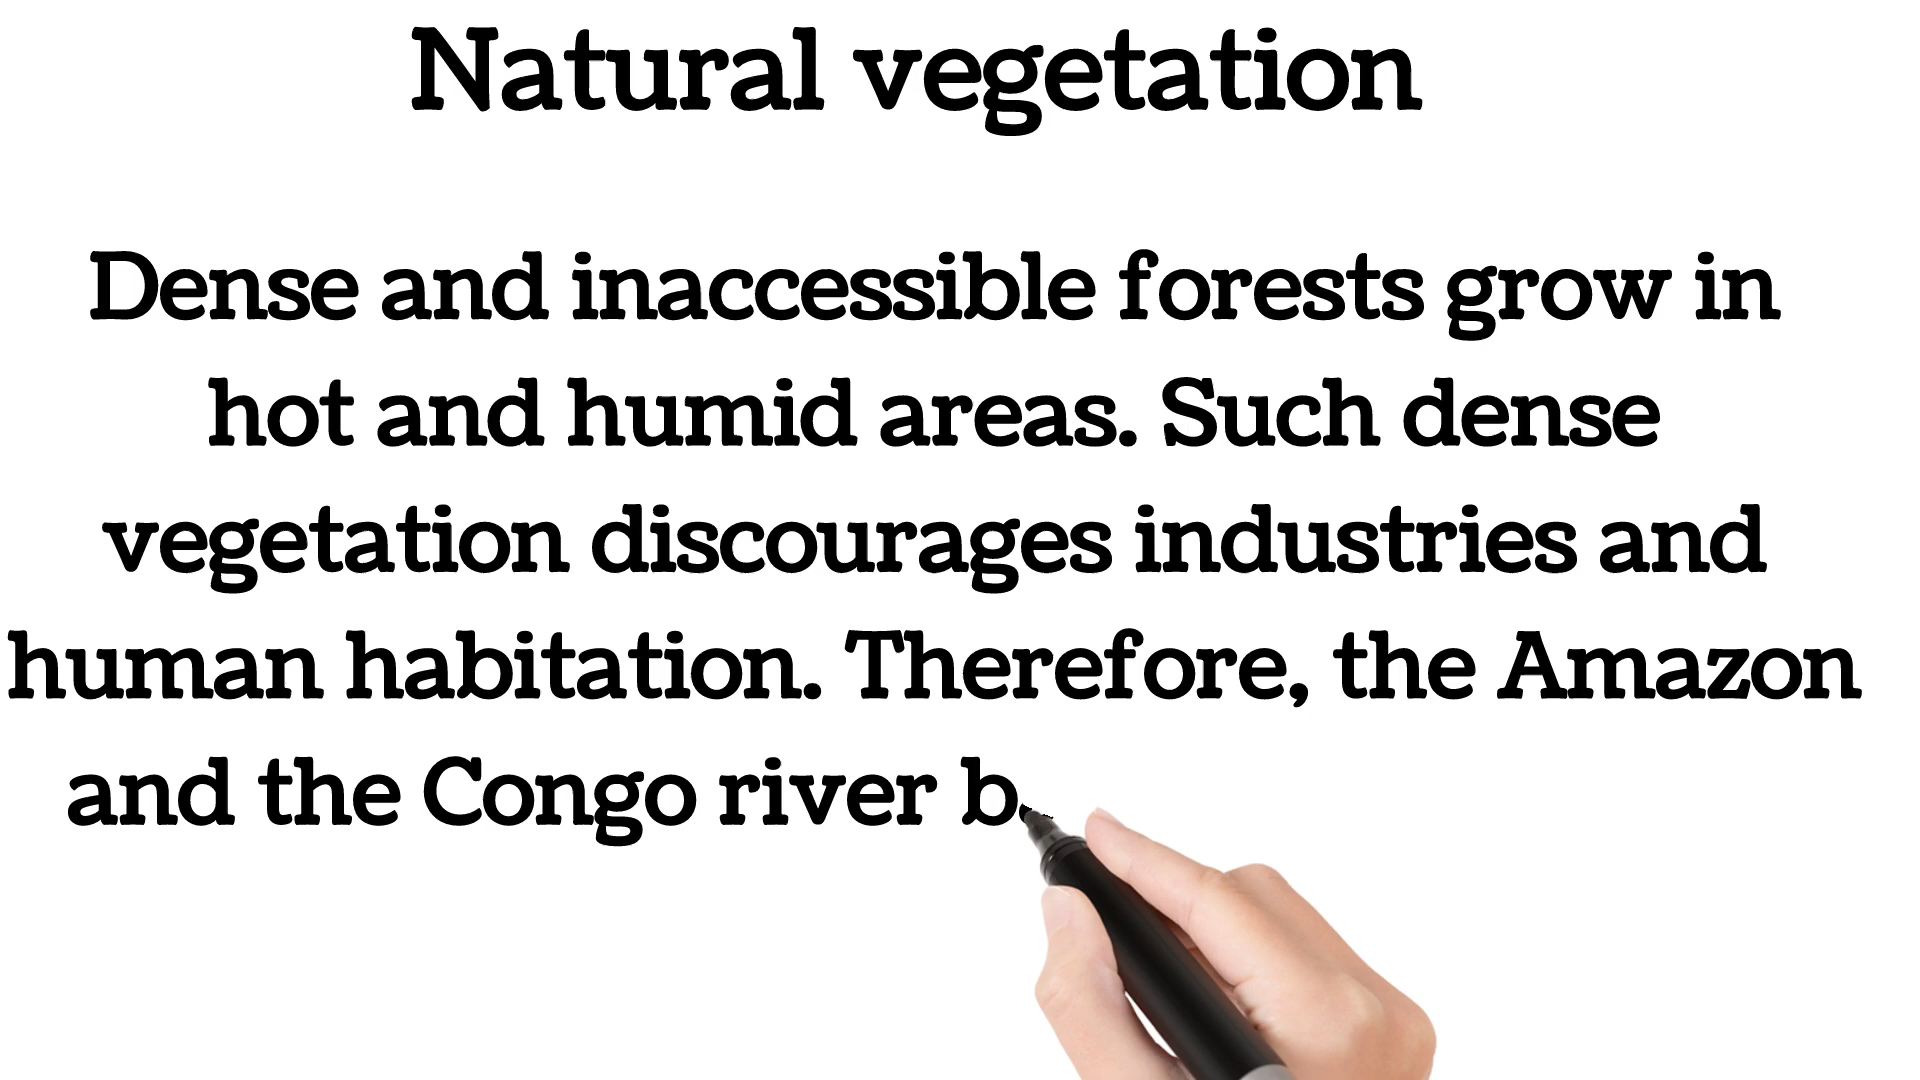 Natural vegetation
Dense and inaccessible forests grow in
hot and humid areas. Such dense
vegetation discourages industries and
human habitation. Therefore, the Amazon
and the Congo river b